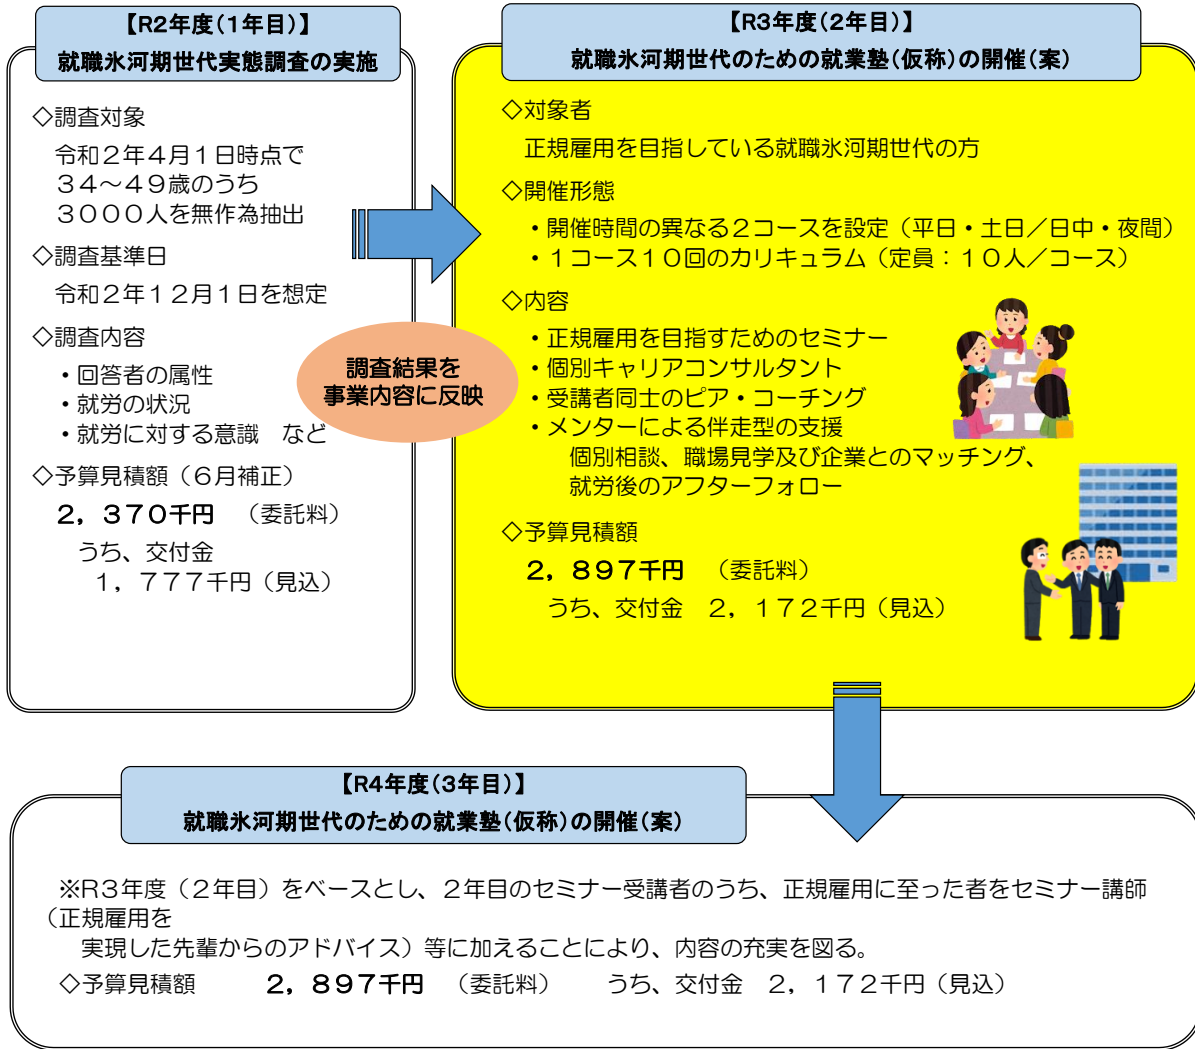 【R2年度(1年目)】
就職氷河期世代実態調査の実施
◇調査対象
令和２年４月１日時点で
３４～４９歳のうち
３０００人を無作為抽出
◇調査基準日
令和２年１２月１日を想定
◇調査内容
・回答者の属性
・就労の状況
・就労に対する意識　など
◇予算見積額（６月補正）
２，３７０千円　（委託料）
うち、交付金
１，７７７千円（見込）
調査結果を
事業内容に反映
【R3年度(2年目)】
就職氷河期世代のための就業塾(仮称)の開催(案)
◇対象者
正規雇用を目指している就職氷河期世代の方
◇開催形態
・開催時間の異なる２コースを設定（平日・土日／日中・夜間）
・１コース１０回のカリキュラム（定員：１０人／コース）
◇内容
・正規雇用を目指すためのセミナー
・個別キャリアコンサルタント
・受講者同士のピア・コーチング
・メンターによる伴走型の支援
個別相談、職場見学及び企業とのマッチング、
就労後のアフターフォロー
◇予算見積額
２，８９７千円　（委託料）
うち、交付金　２，１７２千円（見込）
【R4年度(3年目)】
就職氷河期世代のための就業塾(仮称)の開催(案)
※R３年度（２年目）をベースとし、２年目のセミナー受講者のうち、正規雇用に至った者をセミナー講師
（正規雇用を
実現した先輩からのアドバイス）等に加えることにより、内容の充実を図る。
◇予算見積額　２，８９７千円　（委託料）　うち、交付金　２，１７２千円（見込）